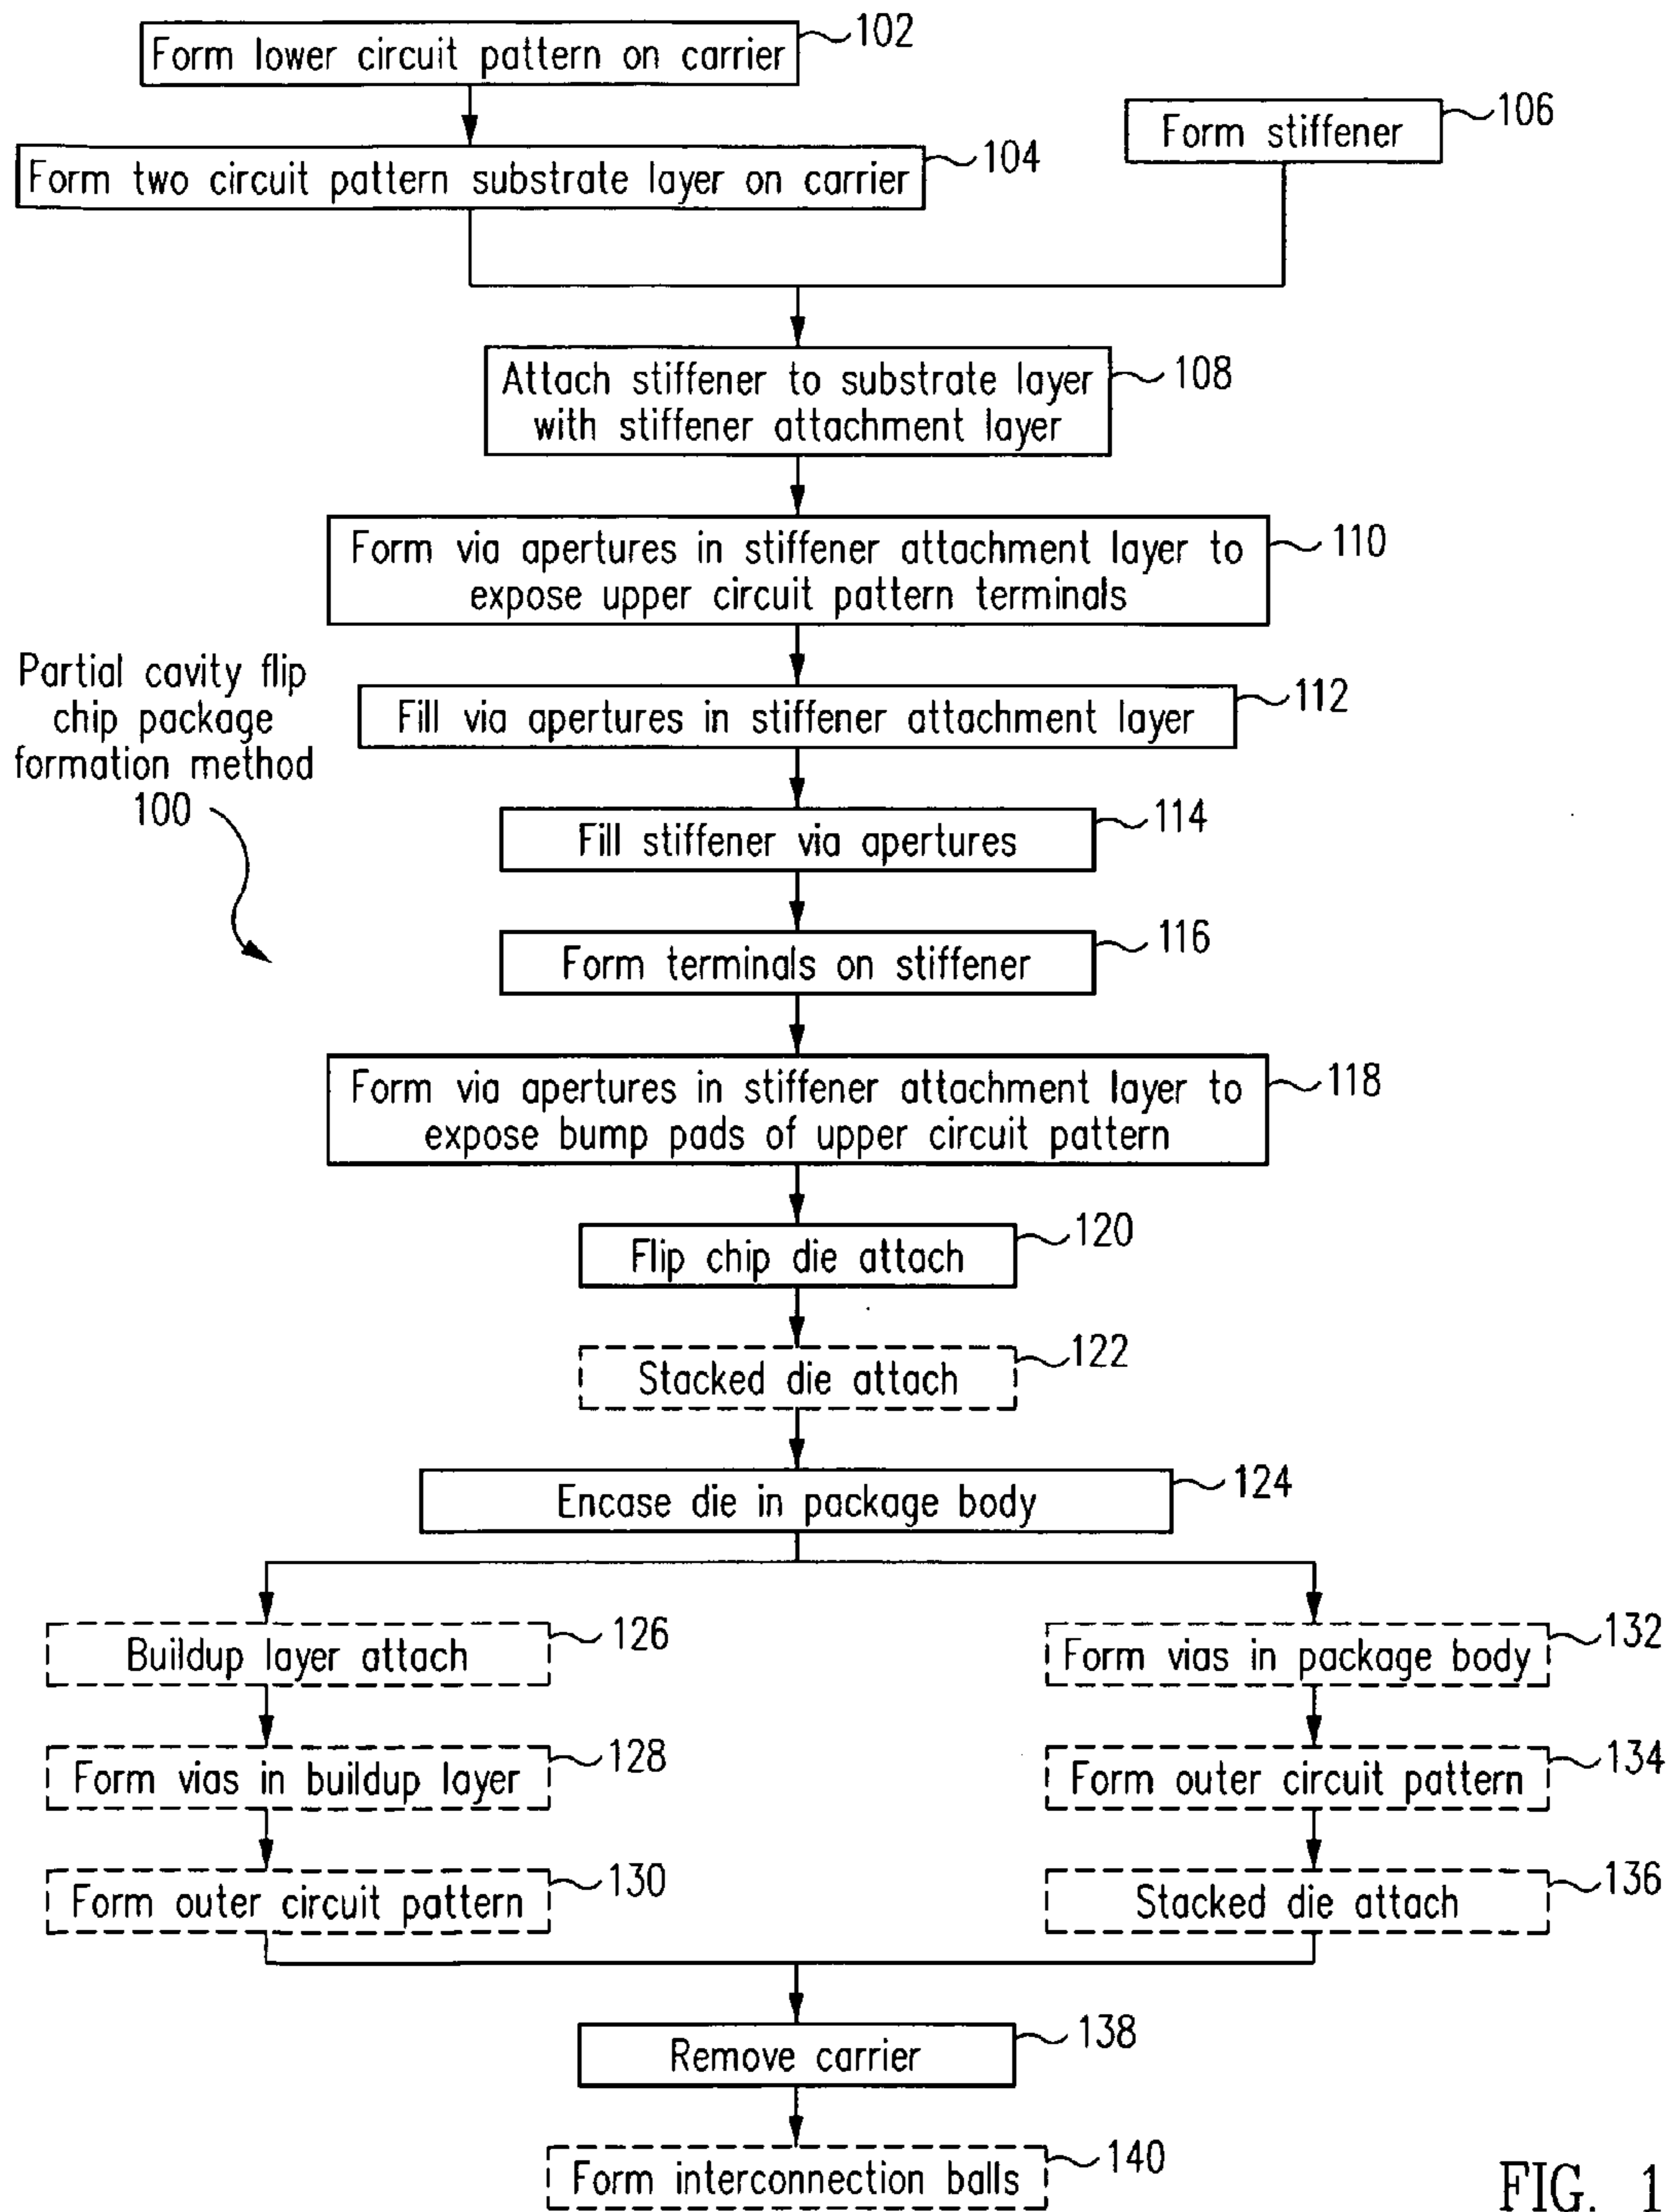 Form lower circuit pattern on carrier
102
Form stiffener
106
Form two circuit pattern substrate layer on carrier
104
Attach stiffener to substrate layer
with stiffener attachment layer
108
Form via apertures in stiffener attachment layer to
expose upper circuit pattern terminals
110
Partial cavity flip
chip package
formation method
100
Fill via apertures in stiffener attachment layer
112
Fill stiffener via apertures
114
Form terminals on stiffener
116
Form via apertures in stiffener attachment layer to
expose bump pads of upper circuit pattern
118
Flip chip die attach
120
Stacked die attach
122
Encase die in package body
124
Buildup layer attach
126
Form vias in buildup layer
128
Form outer circuit pattern
130
Form vias in package body
132
Form outer circuit pattern
134
Stacked die attach
136
Remove carrier
138
Form interconnection balls
140
FIG. 1